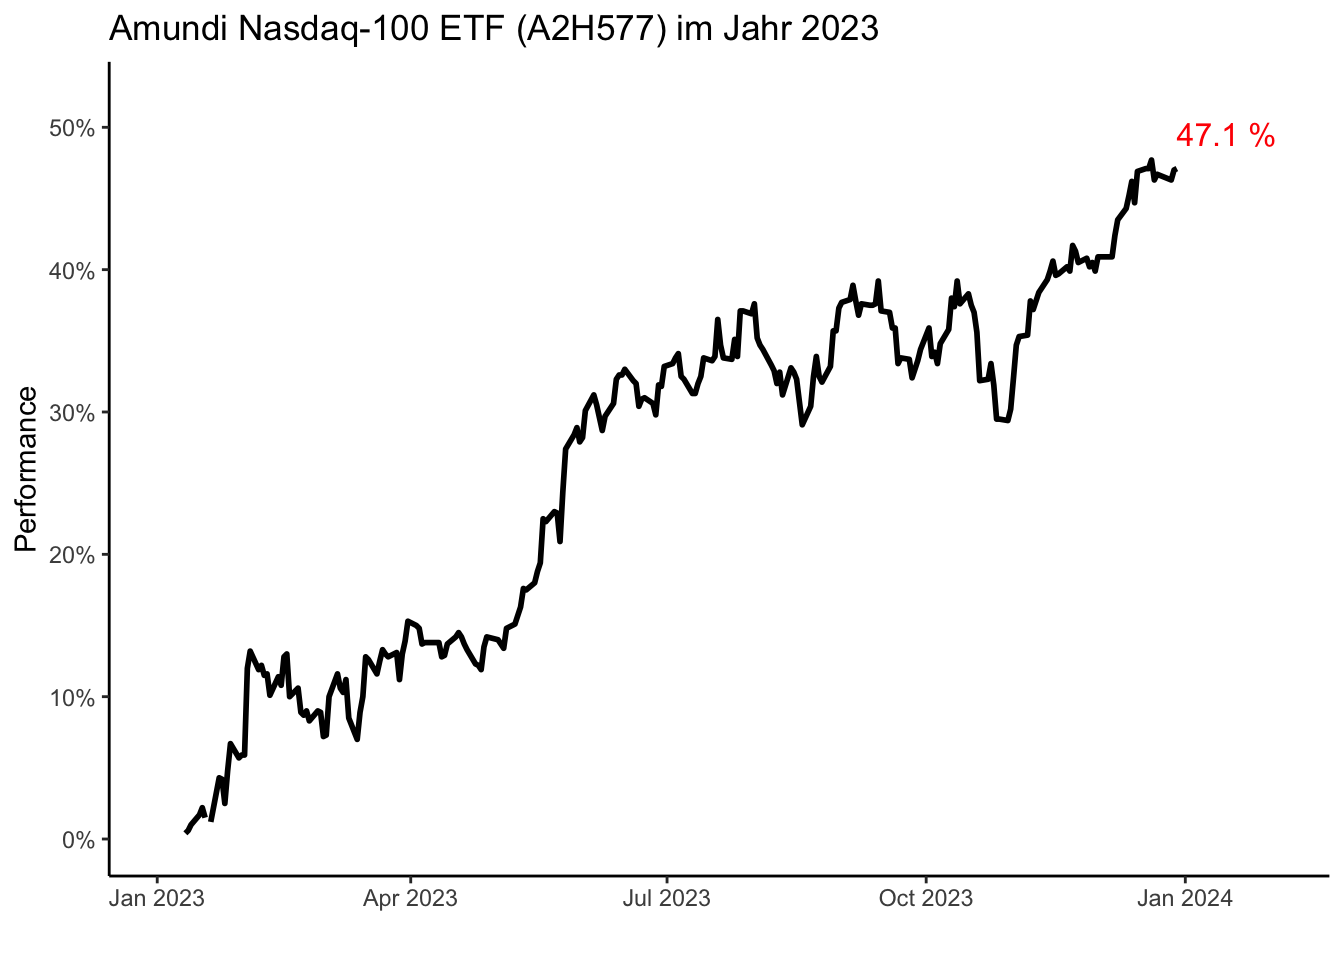 Amundi Nasdaq-100 ETF (A2H577) im Jahr 2023
47.1 %
Performance
50%
40%
30%
20%
10%
0%
Jan 2023
Apr 2023
Jul 2023
Oct 2023
Jan 2024